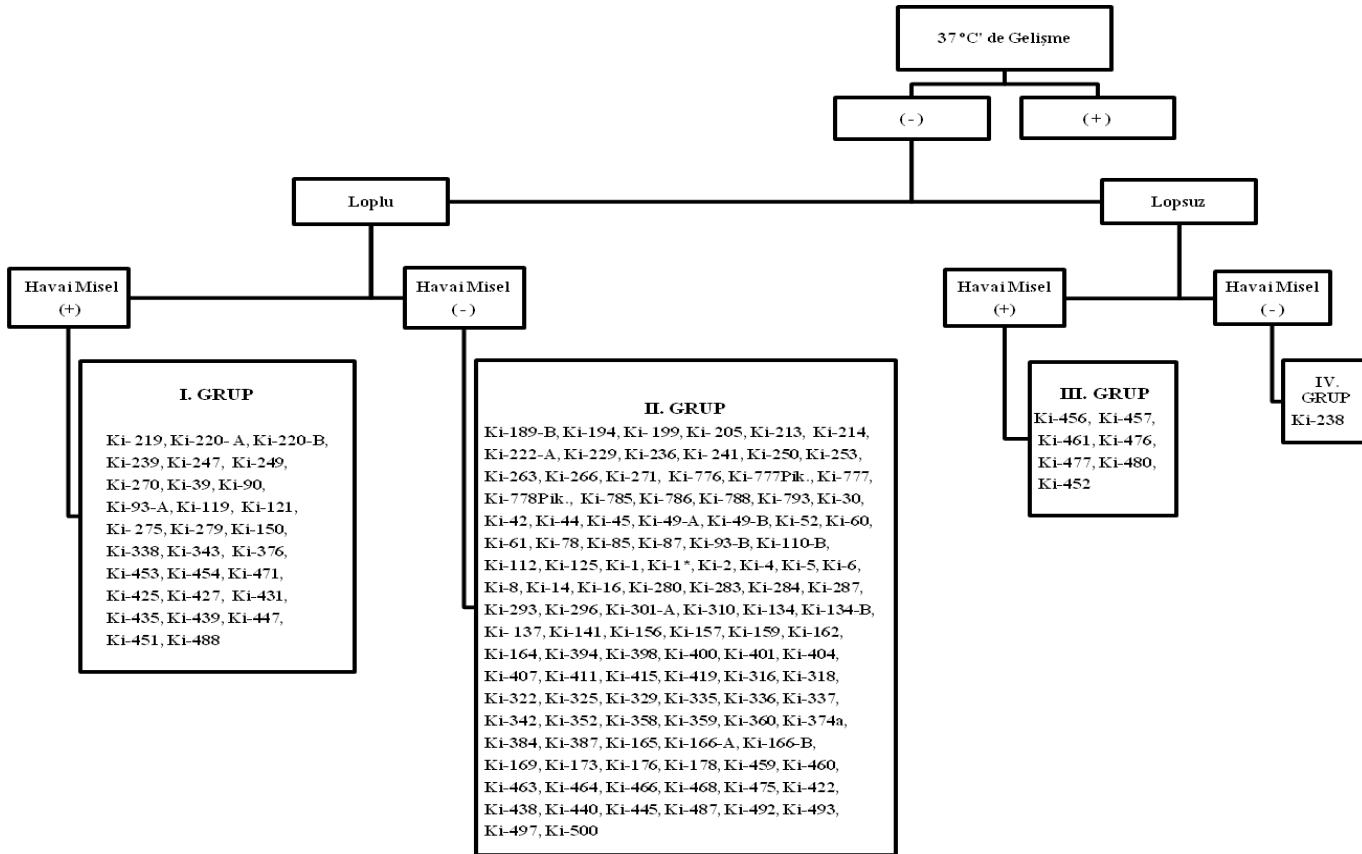 37 °C' de Gelişme
(-)
(+)
Loplu
Lopsuz
Havai Misel
(+)
Havai Misel
(-)
Havai Misel
(+)
Havai Misel
(-)
I. GRUP
Ki- 219, Ki-220- A, Ki-220-B,
Ki-239, Ki-247, Ki-249,
Ki-270, Ki-39, Ki-90,
Ki-93-A, Ki-119, Ki-121,
Ki- 275, Ki-279, Ki-150,
Ki-338, Ki-343, Ki-376,
Ki-453, Ki-454, Ki-471,
Ki-425, Ki-427, Ki-431,
Ki-435, Ki-439, Ki-447,
Ki-451, Ki-488
II. GRUP
Ki-189-B, Ki-194, Ki- 199, Ki- 205, Ki-213, Ki-214,
Ki-222-A, Ki-229, Ki-236, Ki- 241, Ki-250, Ki-253,
Ki-263, Ki-266, Ki-271, Ki-776, Ki-777Pik., Ki-777,
Ki-778Pik., Ki-785, Ki-786, Ki-788, Ki-793, Ki-30,
Ki-42, Ki-44, Ki-45, Ki-49-A, Ki-49-B, Ki-52, Ki-60,
Ki-61, Ki-78, Ki-85, Ki-87, Ki-93-B, Ki-110-B,
Ki-112, Ki-125, Ki-1, Ki-1*, Ki-2, Ki-4, Ki-5, Ki-6,
Ki-8, Ki-14, Ki-16, Ki-280, Ki-283, Ki-284, Ki-287,
Ki-293, Ki-296, Ki-301-A, Ki-310, Ki-134, Ki-134-B,
Ki- 137, Ki-141, Ki-156, Ki-157, Ki-159, Ki-162,
Ki-164, Ki-394, Ki-398, Ki-400, Ki-401, Ki-404,
Ki-407, Ki-411, Ki-415, Ki-419, Ki-316, Ki-318,
Ki-322, Ki-325, Ki-329, Ki-335, Ki-336, Ki-337,
Ki-342, Ki-352, Ki-358, Ki-359, Ki-360, Ki-374a,
Ki-384, Ki-387, Ki-165, Ki-166-A, Ki-166-B,
Ki-169, Ki-173, Ki-176, Ki-178, Ki-459, Ki-460,
Ki-463, Ki-464, Ki-466, Ki-468, Ki-475, Ki-422,
Ki-438, Ki-440, Ki-445, Ki-487, Ki-492, Ki-493,
Ki-497, Ki-500
III. GRUP
Ki-456, Ki-457,
Ki-461, Ki-476,
Ki-477, Ki-480,
Ki-452
IV.
GRUP
Ki-238